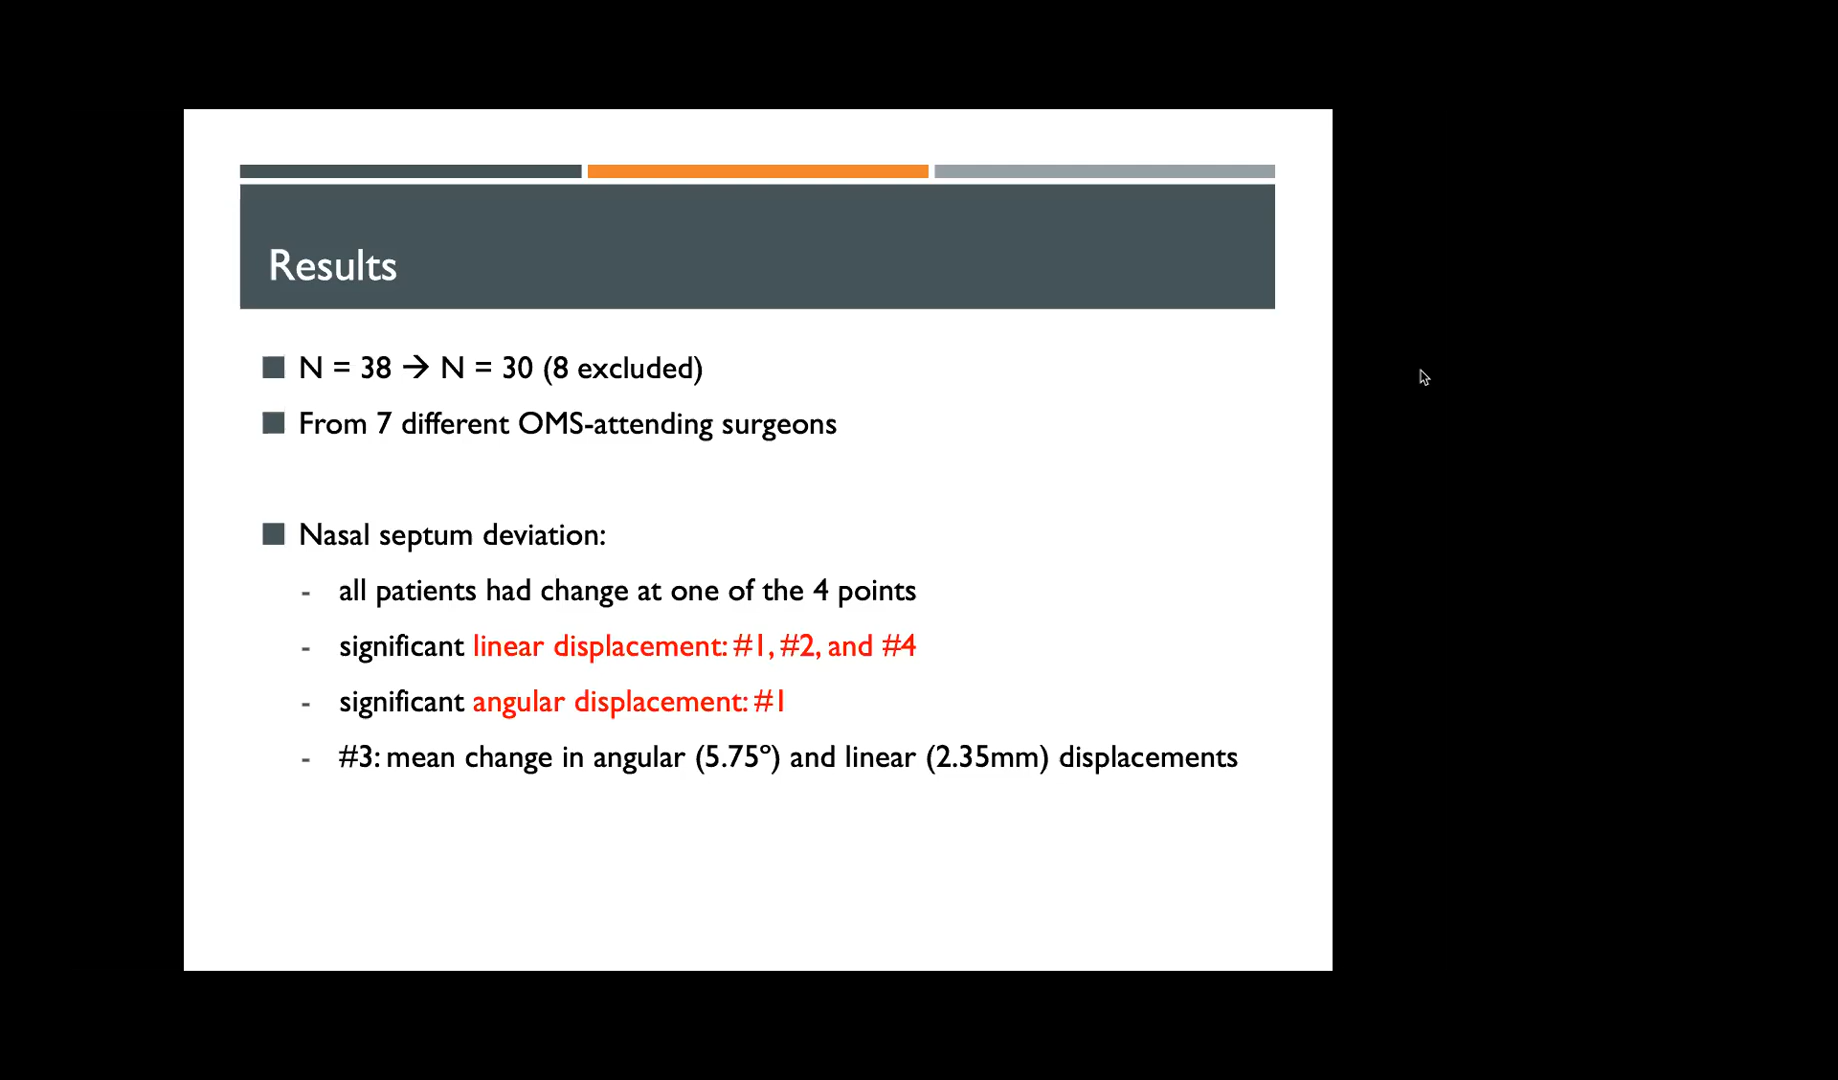 Results
N = 38 → N = 30 (8 excluded)
From 7 different OMS-attending surgeons
Nasal septum deviation:
- all patients had change at one of the 4 points
- significant linear displacement: #1, #2, and #4
- significant angular displacement: #1
- #3: mean change in angular (5.75º) and linear (2.35mm) displacements